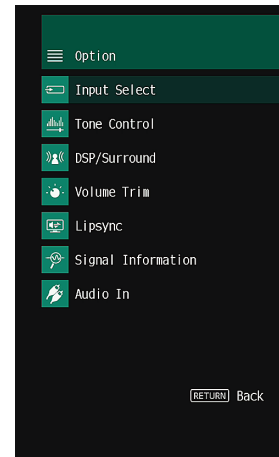 Option
Input Select
Tone Control
DSP/Surround
Volume Trim
Lipsync
Signal Information
Audio In
RETURN Back